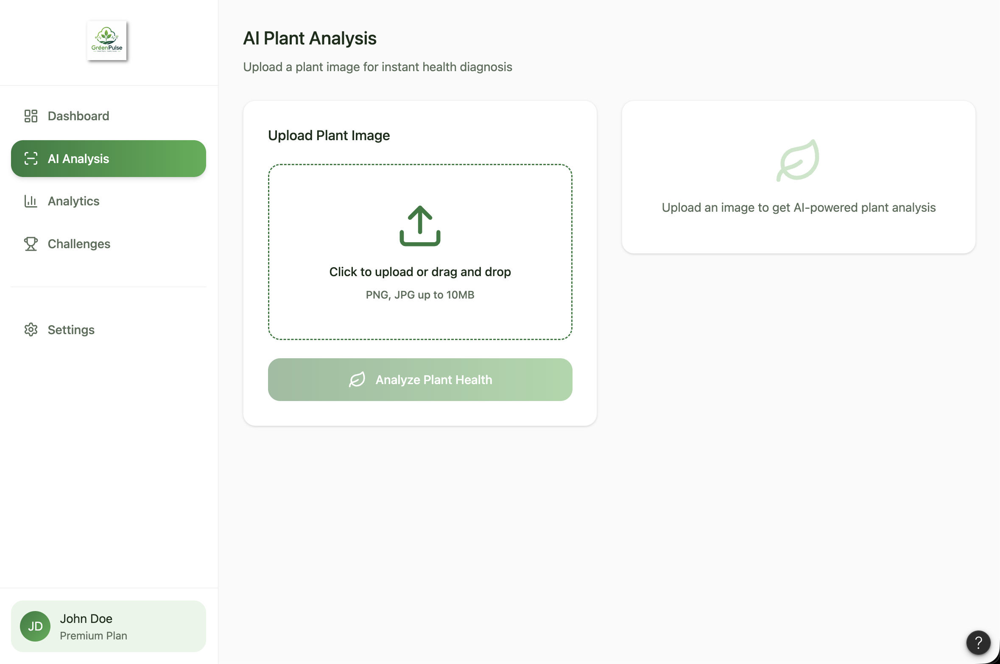 GreenPulse
Dashboard
AI Analysis
Analytics
Challenges
Settings
JD
John Doe
Premium Plan
AI Plant Analysis
Upload a plant image for instant health diagnosis
Upload Plant Image
Click to upload or drag and drop
PNG, JPG up to 10MB
Analyze Plant Health
Upload an image to get AI-powered plant analysis
?